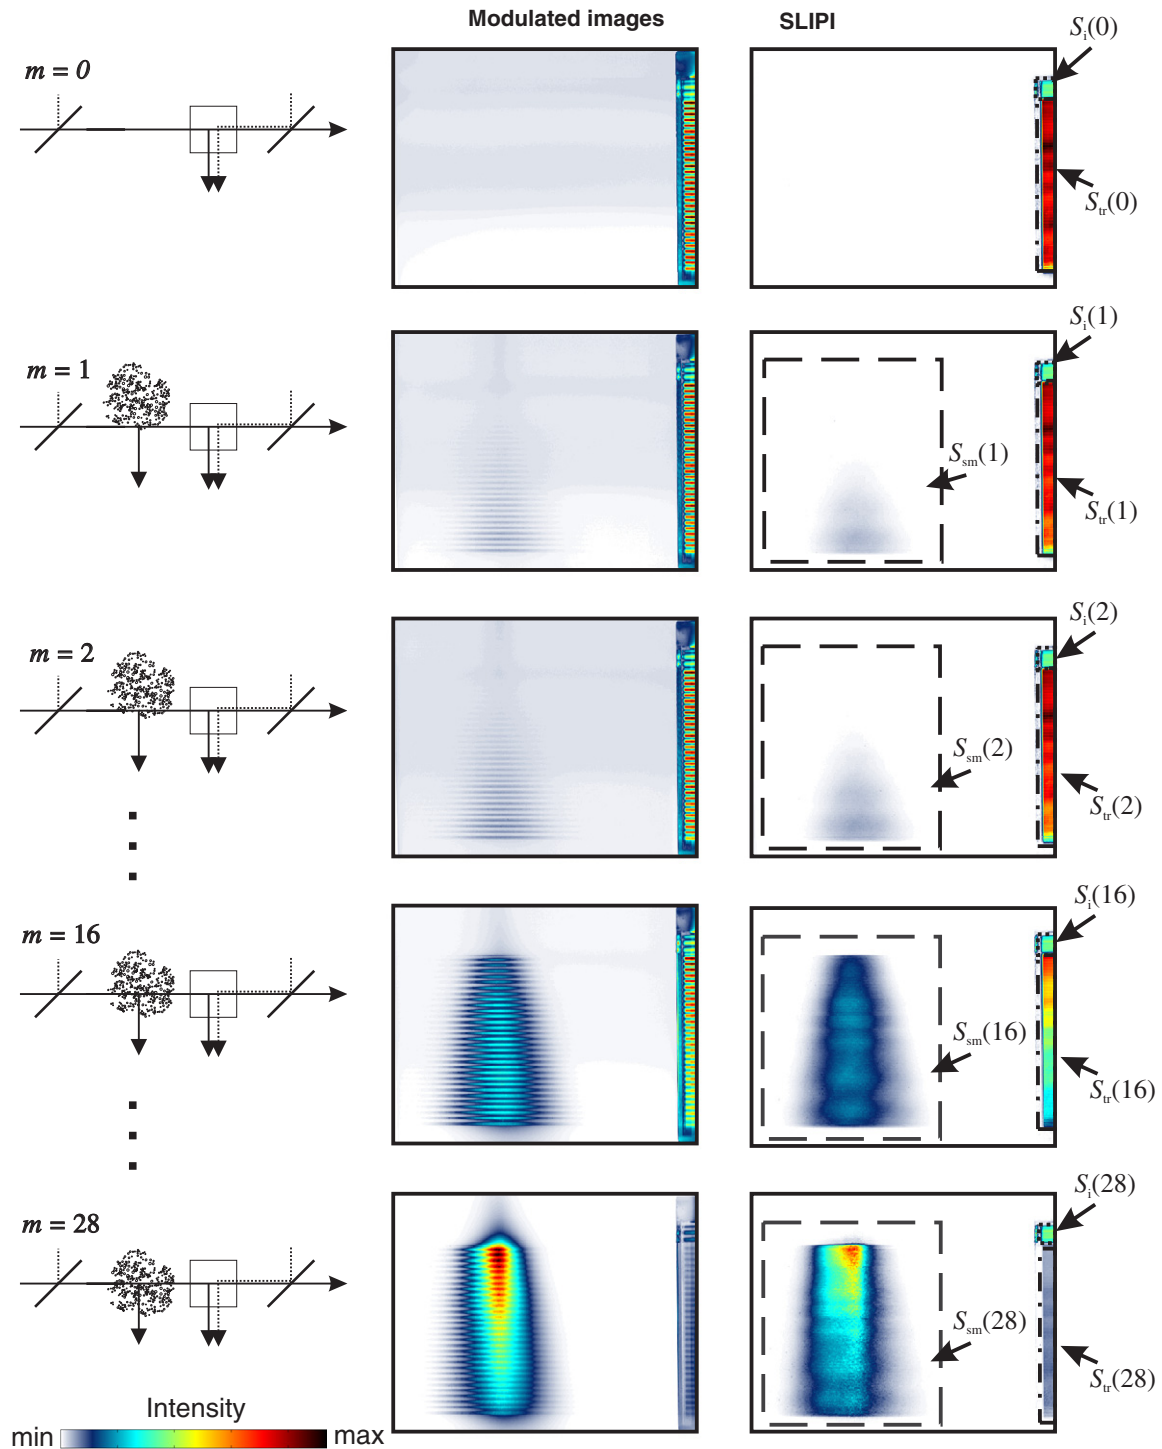 Modulated images
SLIPI
m = 0
S_i(0)
S_tr(0)
m = 1
S_i(1)
S_sm(1)
S_tr(1)
m = 2
S_i(2)
S_sm(2)
S_tr(2)
m = 16
S_i(16)
S_sm(16)
S_tr(16)
m = 28
S_i(28)
S_sm(28)
S_tr(28)
Intensity
min max